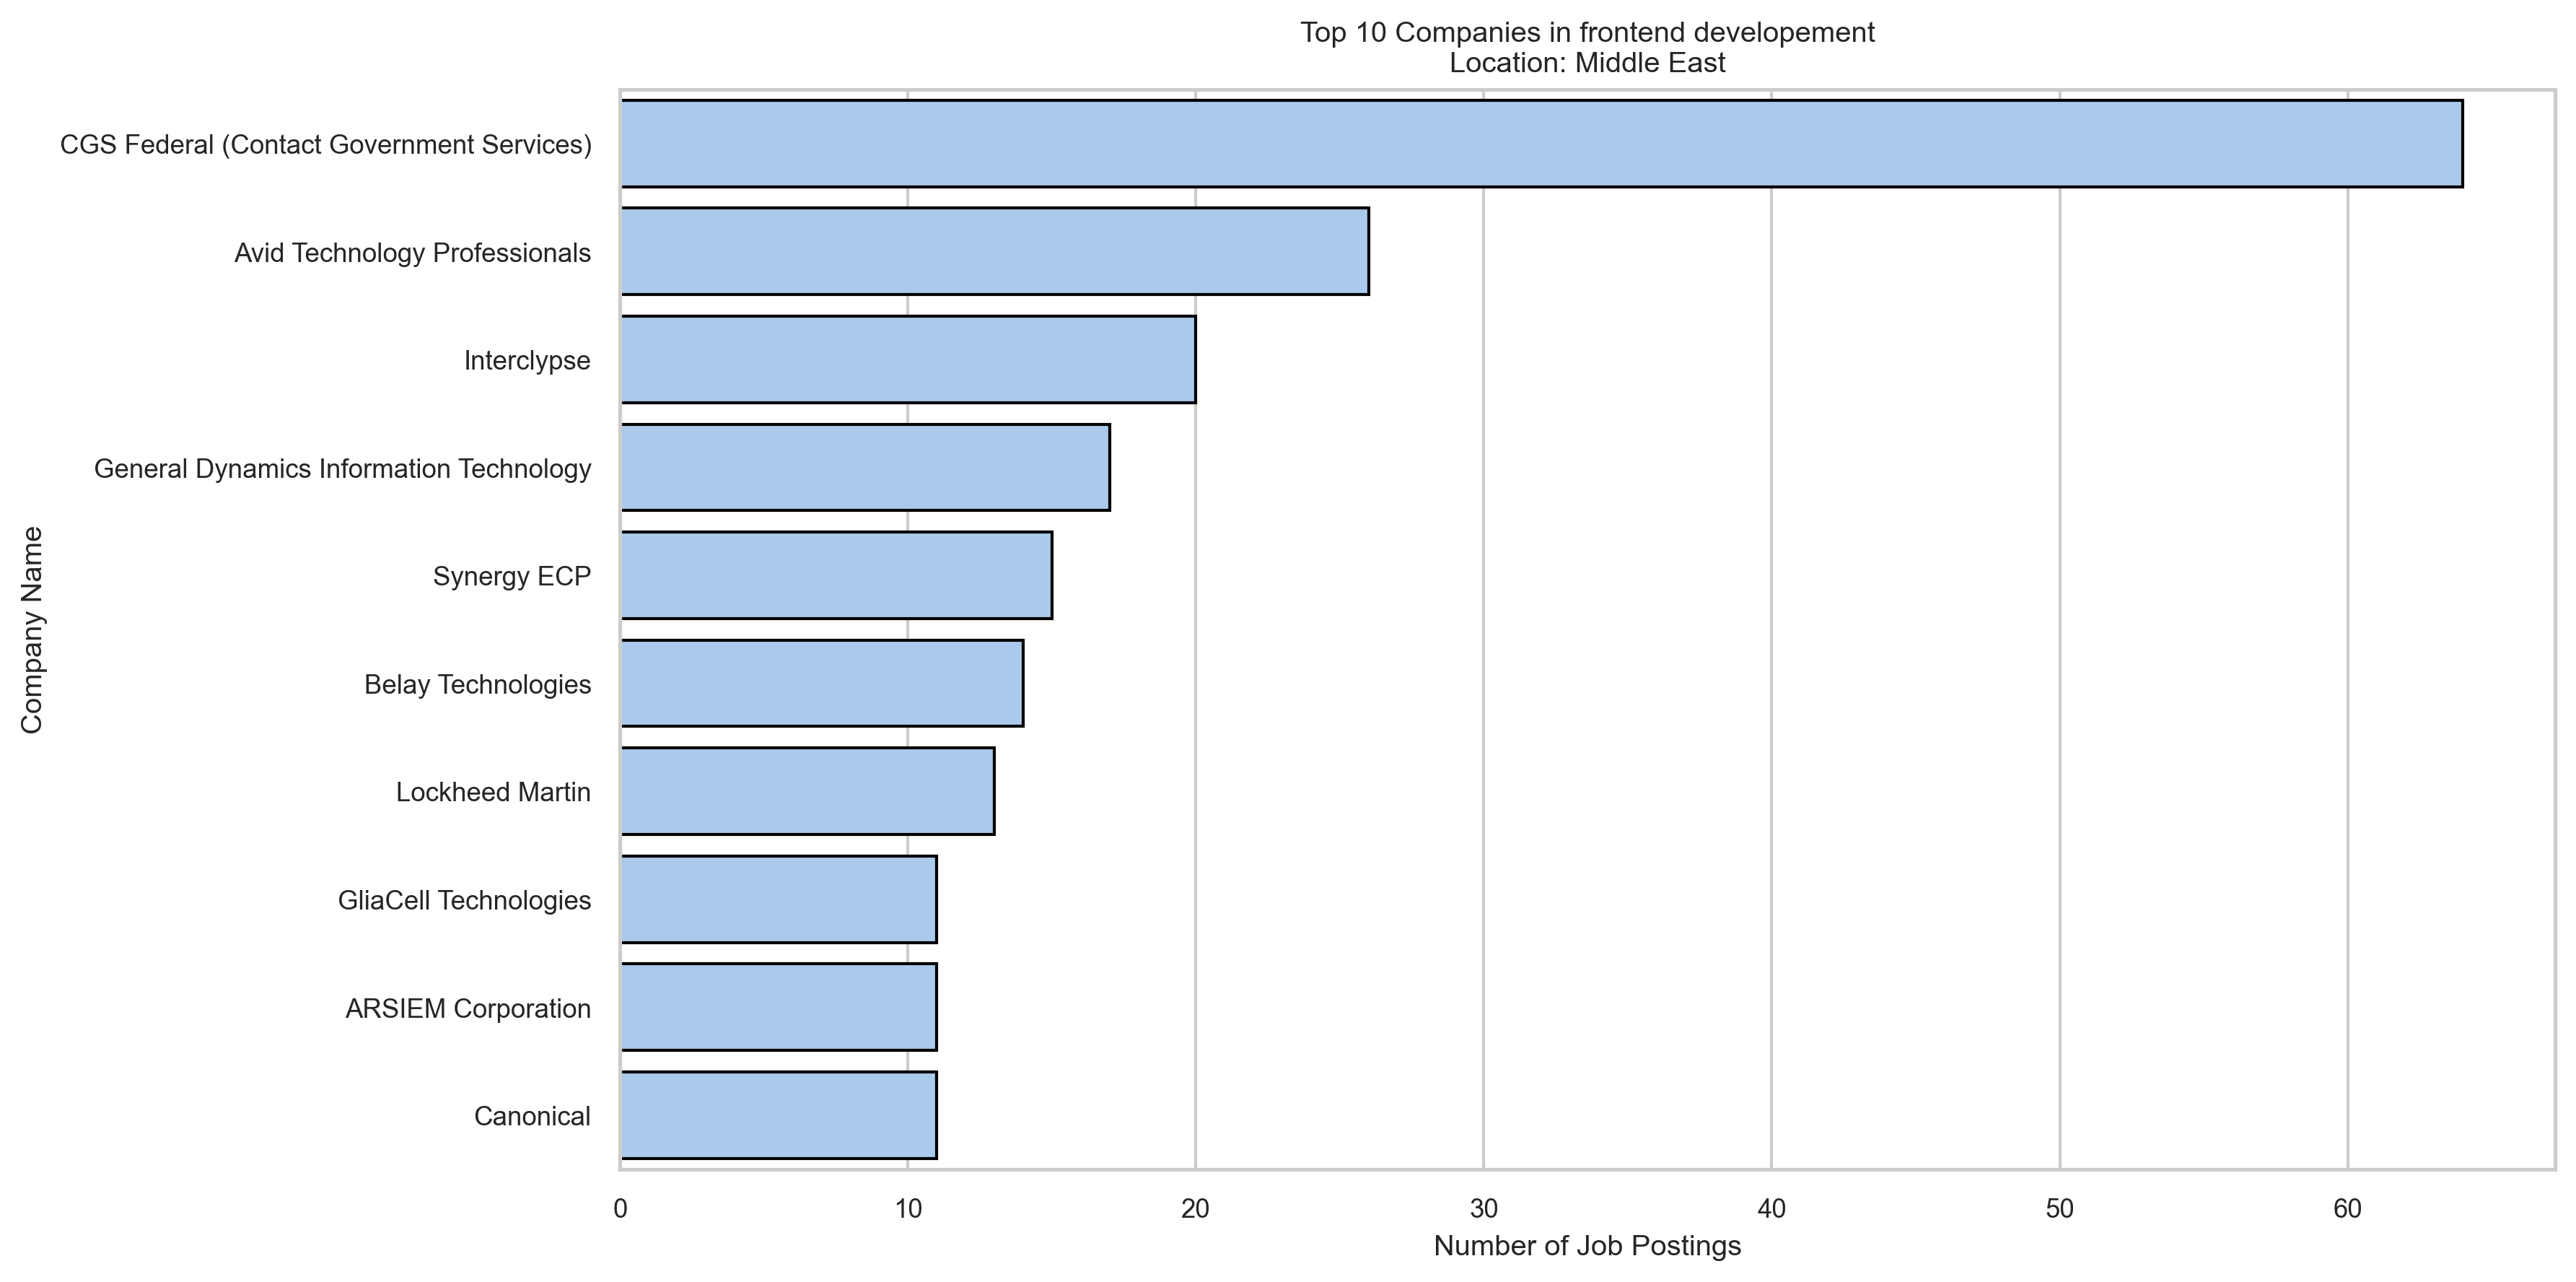 Top 10 Companies in frontend developement
Location: Middle East
Company Name
CGS Federal (Contact Government Services)
Avid Technology Professionals
Interclypse
General Dynamics Information Technology
Synergy ECP
Belay Technologies
Lockheed Martin
GliaCell Technologies
ARSIEM Corporation
Canonical
0 10 20 30 40 50 60
Number of Job Postings